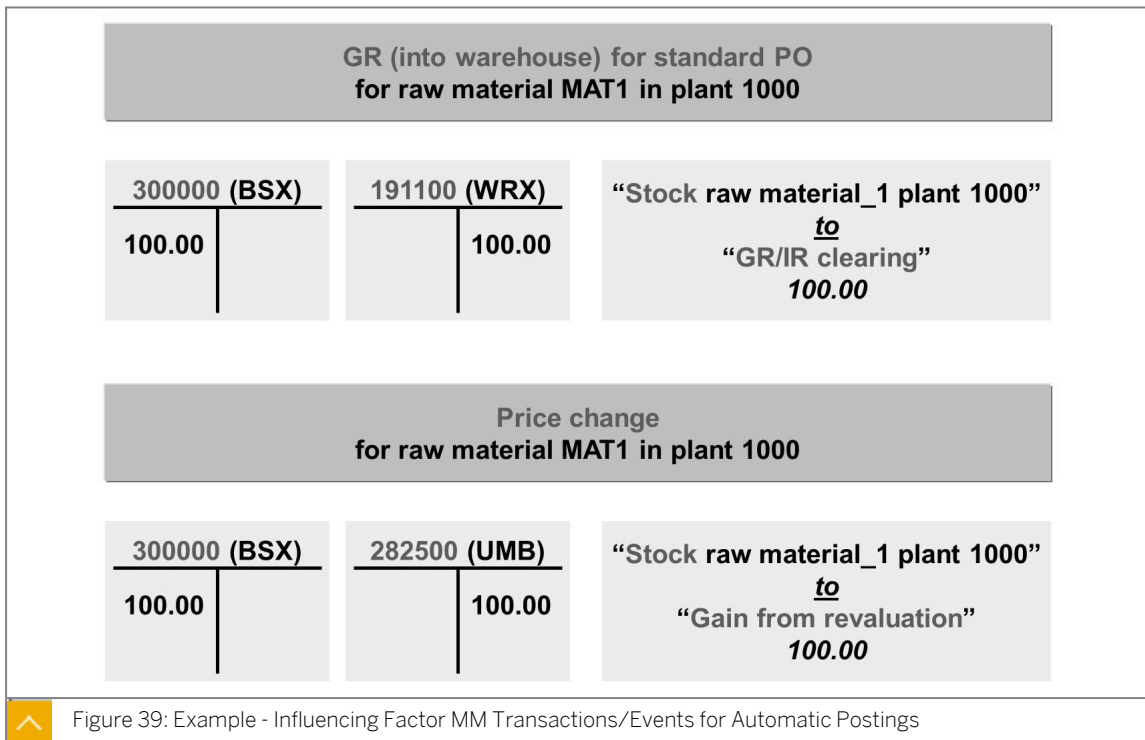 GR (into warehouse) for standard PO
for raw material MAT1 in plant 1000
300000 (BSX)
100.00
191100 (WRX)
100.00
“Stock raw material_1 plant 1000”
to
“GR/IR clearing”
100.00
Price change
for raw material MAT1 in plant 1000
300000 (BSX)
100.00
282500 (UMB)
100.00
“Stock raw material_1 plant 1000”
to
“Gain from revaluation”
100.00
Figure 39: Example - Influencing Factor MM Transactions/Events for Automatic Postings